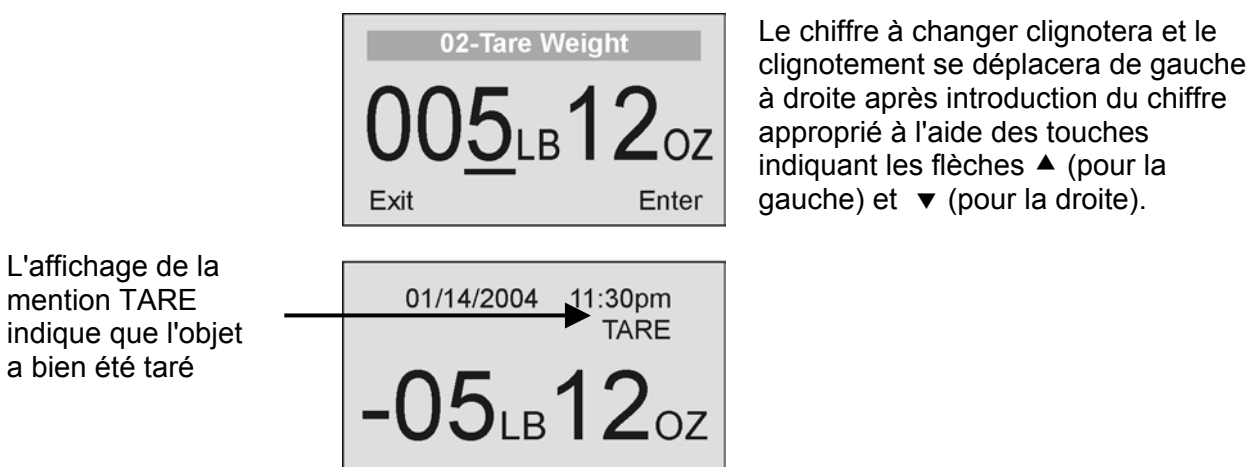 02-Tare Weight
005LB12OZ
Exit Enter
Le chiffre à changer clignotera et le
clignotement se déplacera de gauche
à droite après introduction du chiffre
approprié à l'aide des touches
indiquant les flèches ▲ (pour la
gauche) et ▼ (pour la droite).
L'affichage de la
mention TARE
indique que l'objet
a bien été taré
01/14/2004 11:30pm
TARE
-05LB12OZ